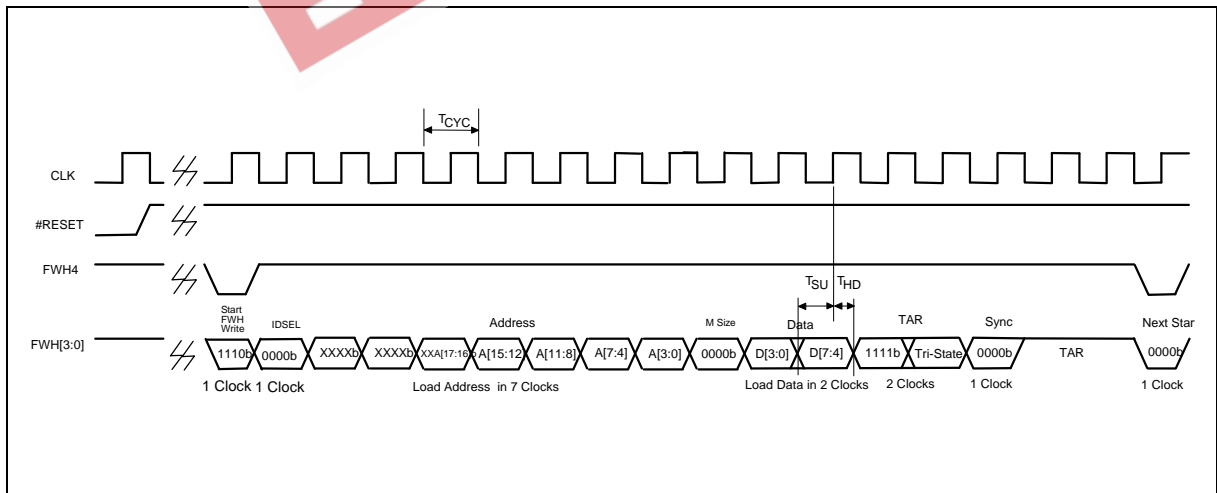 TCYC
CLK
#RESET
FWH4
TSU THD
Start
FWH
Write
IDSEL
Address
M Size
Data
TAR
Sync
Next Star
FWH[3:0]
1110b 0000b XXXXb XXXXb XXA[17:16] A[15:12] A[11:8] A[7:4] A[3:0] 0000b D[3:0] D[7:4] 1111b Tri-State 0000b TAR 0000b
1 Clock 1 Clock Load Address in 7 Clocks Load Data in 2 Clocks 2 Clocks 1 Clock 1 Clock